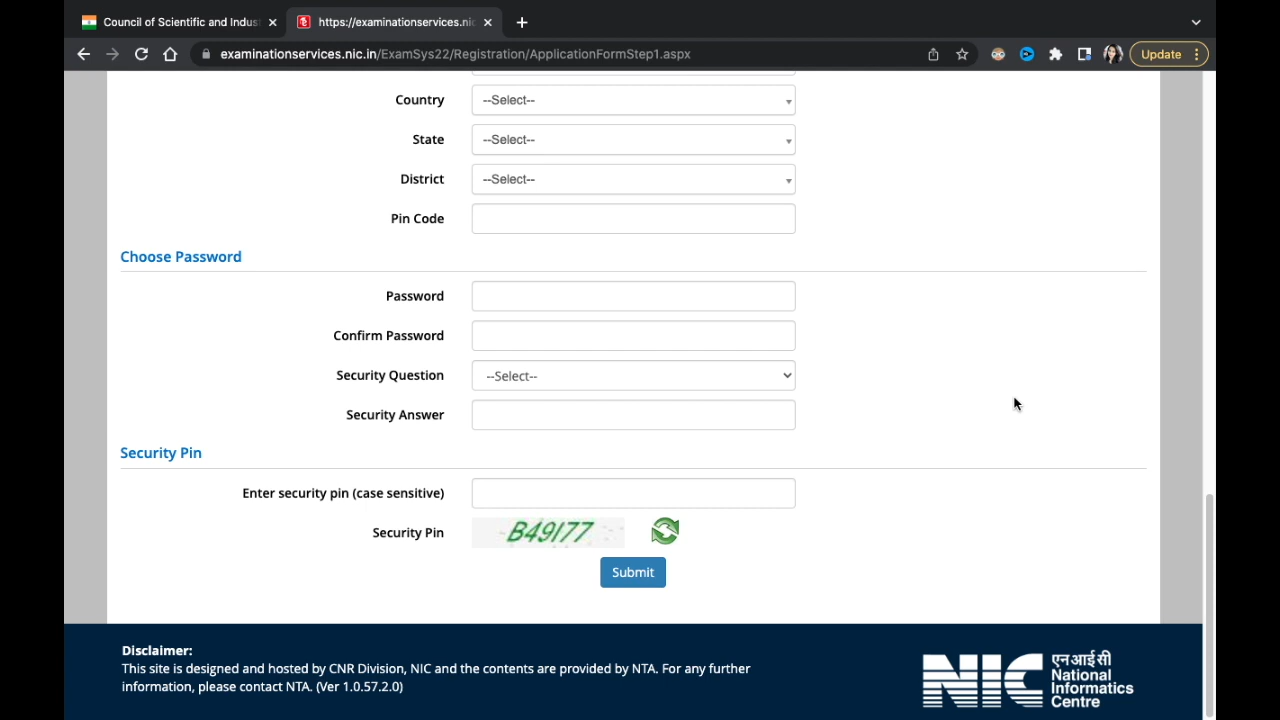 Council of Scientific and Indus
https://examinationservices.nic
examinationservices.nic.in/ExamSys22/Registration/ApplicationFormStep1.aspx
Update
Country
--Select--
State
--Select--
District
--Select--
Pin Code
Choose Password
Password
Confirm Password
Security Question
--Select--
Security Answer
Security Pin
Enter security pin (case sensitive)
Security Pin
Submit
Disclaimer:
This site is designed and hosted by CNR Division, NIC and the contents are provided by NTA. For any further
information, please contact NTA. (Ver 1.0.57.2.0)
NIC
एन आई सी
National
Informatics
Centre